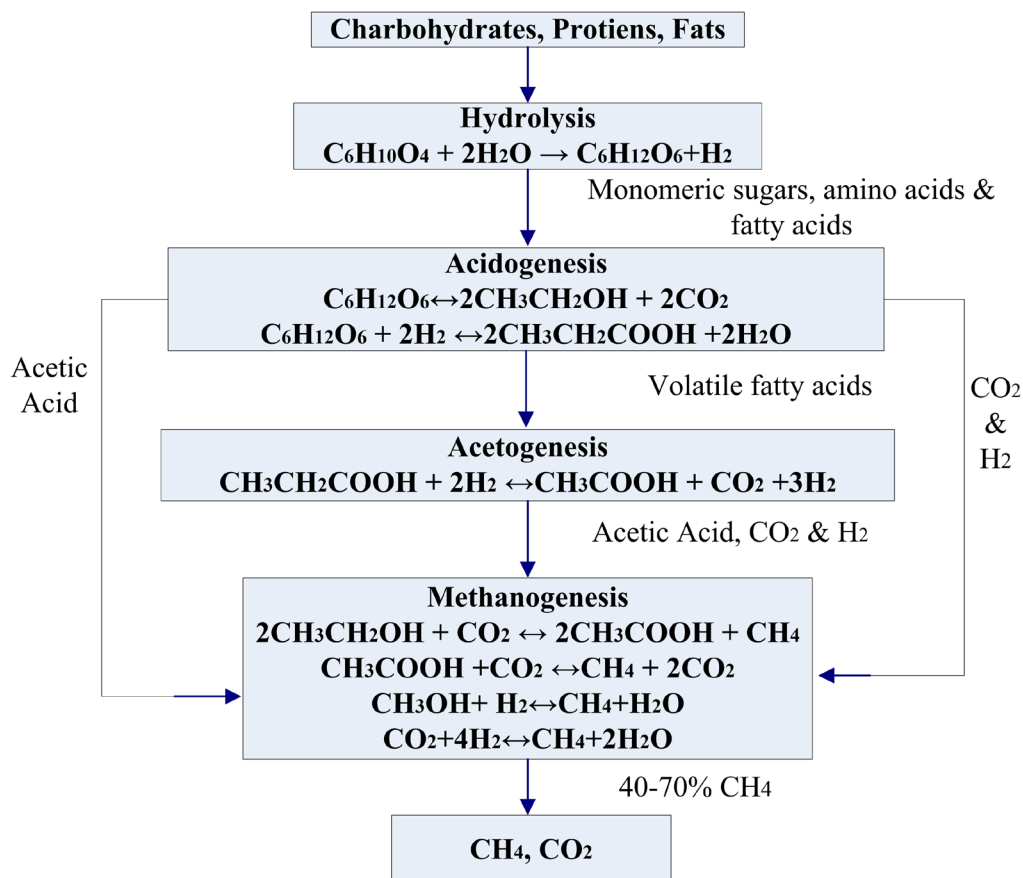 Charbohydrates, Protiens, Fats
Hydrolysis
C6H10O4 + 2H2O → C6H12O6+H2
Monomeric sugars, amino acids &
fatty acids
Acidogenesis
C6H12O6↔2CH3CH2OH + 2CO2
C6H12O6 + 2H2 ↔2CH3CH2COOH +2H2O
Acetic
Acid
CO2
&
H2
Volatile fatty acids
Acetogenesis
CH3CH2COOH + 2H2 ↔CH3COOH + CO2 +3H2
Acetic Acid, CO2 & H2
Methanogenesis
2CH3CH2OH + CO2 ↔ 2CH3COOH + CH4
CH3COOH +CO2 ↔CH4 + 2CO2
CH3OH+ H2↔CH4+H2O
CO2+4H2↔CH4+2H2O
40-70% CH4
CH4, CO2